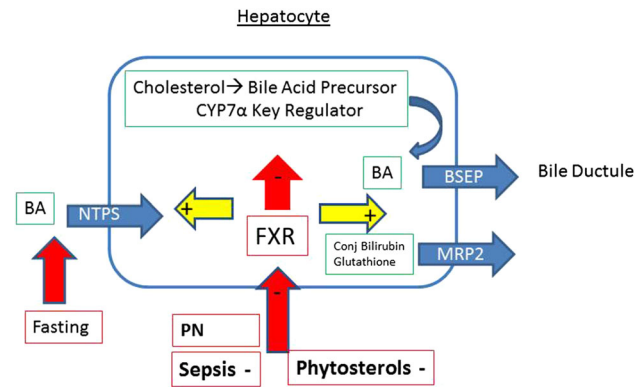 Hepatocyte
Cholesterol→ Bile Acid Precursor
CYP7α Key Regulator
-
BA
BSEP
Bile Ductule
BA
NTPS
+
+
FXR
Conj Bilirubin
Glutathione
MRP2
-
Fasting
PN
Sepsis -
Phytosterols -